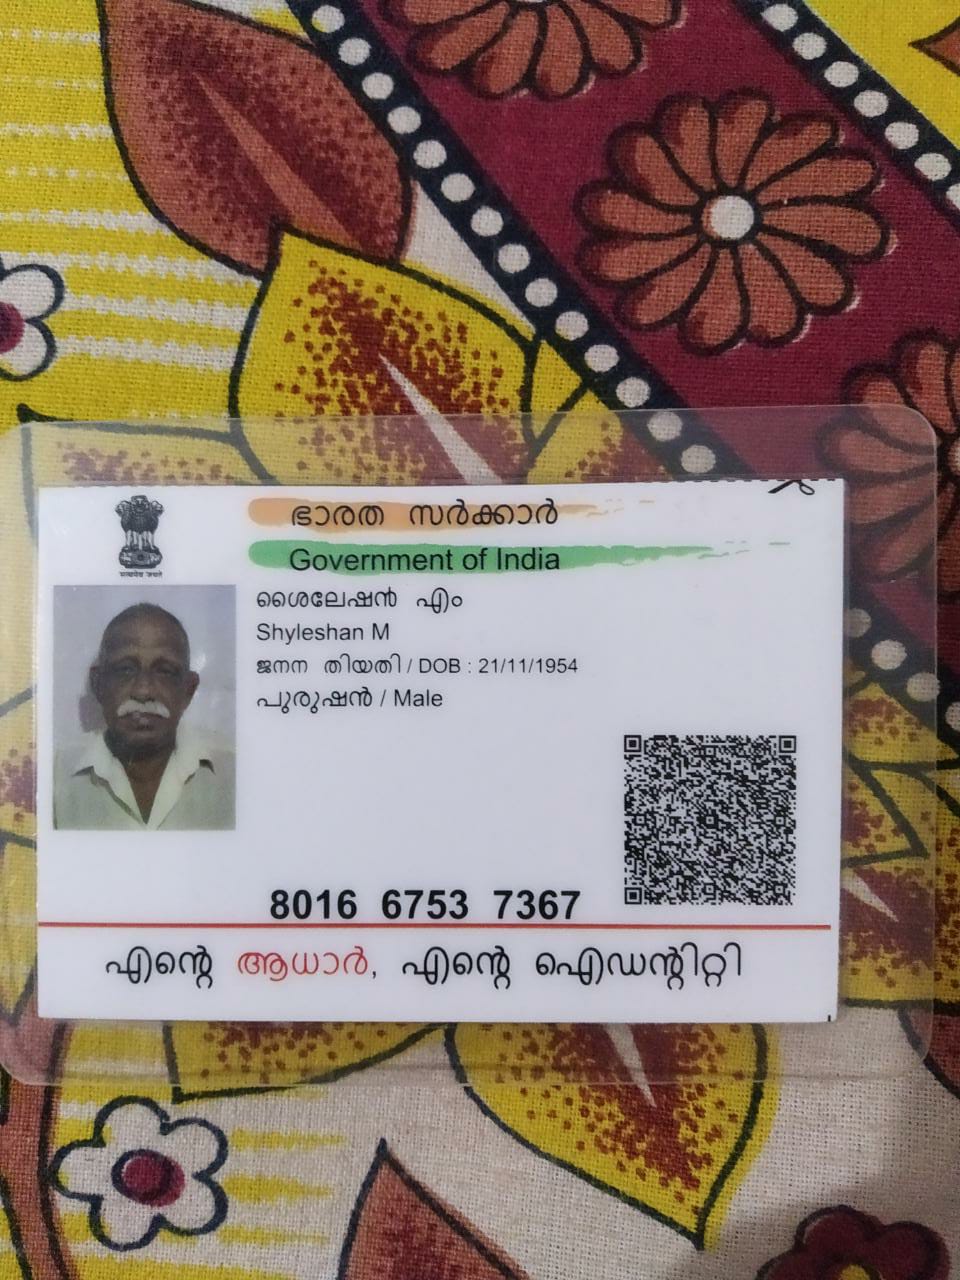 ഭാരത സർക്കാർ
Government of India
सत्यमेव जयते
ശൈലേഷൻ എം
Shyleshan M
ജനന തിയതി / DOB : 21/11/1954
പുരുഷൻ / Male
8016 6753 7367
എന്റെ ആധാർ, എന്റെ ഐഡന്റിറ്റി